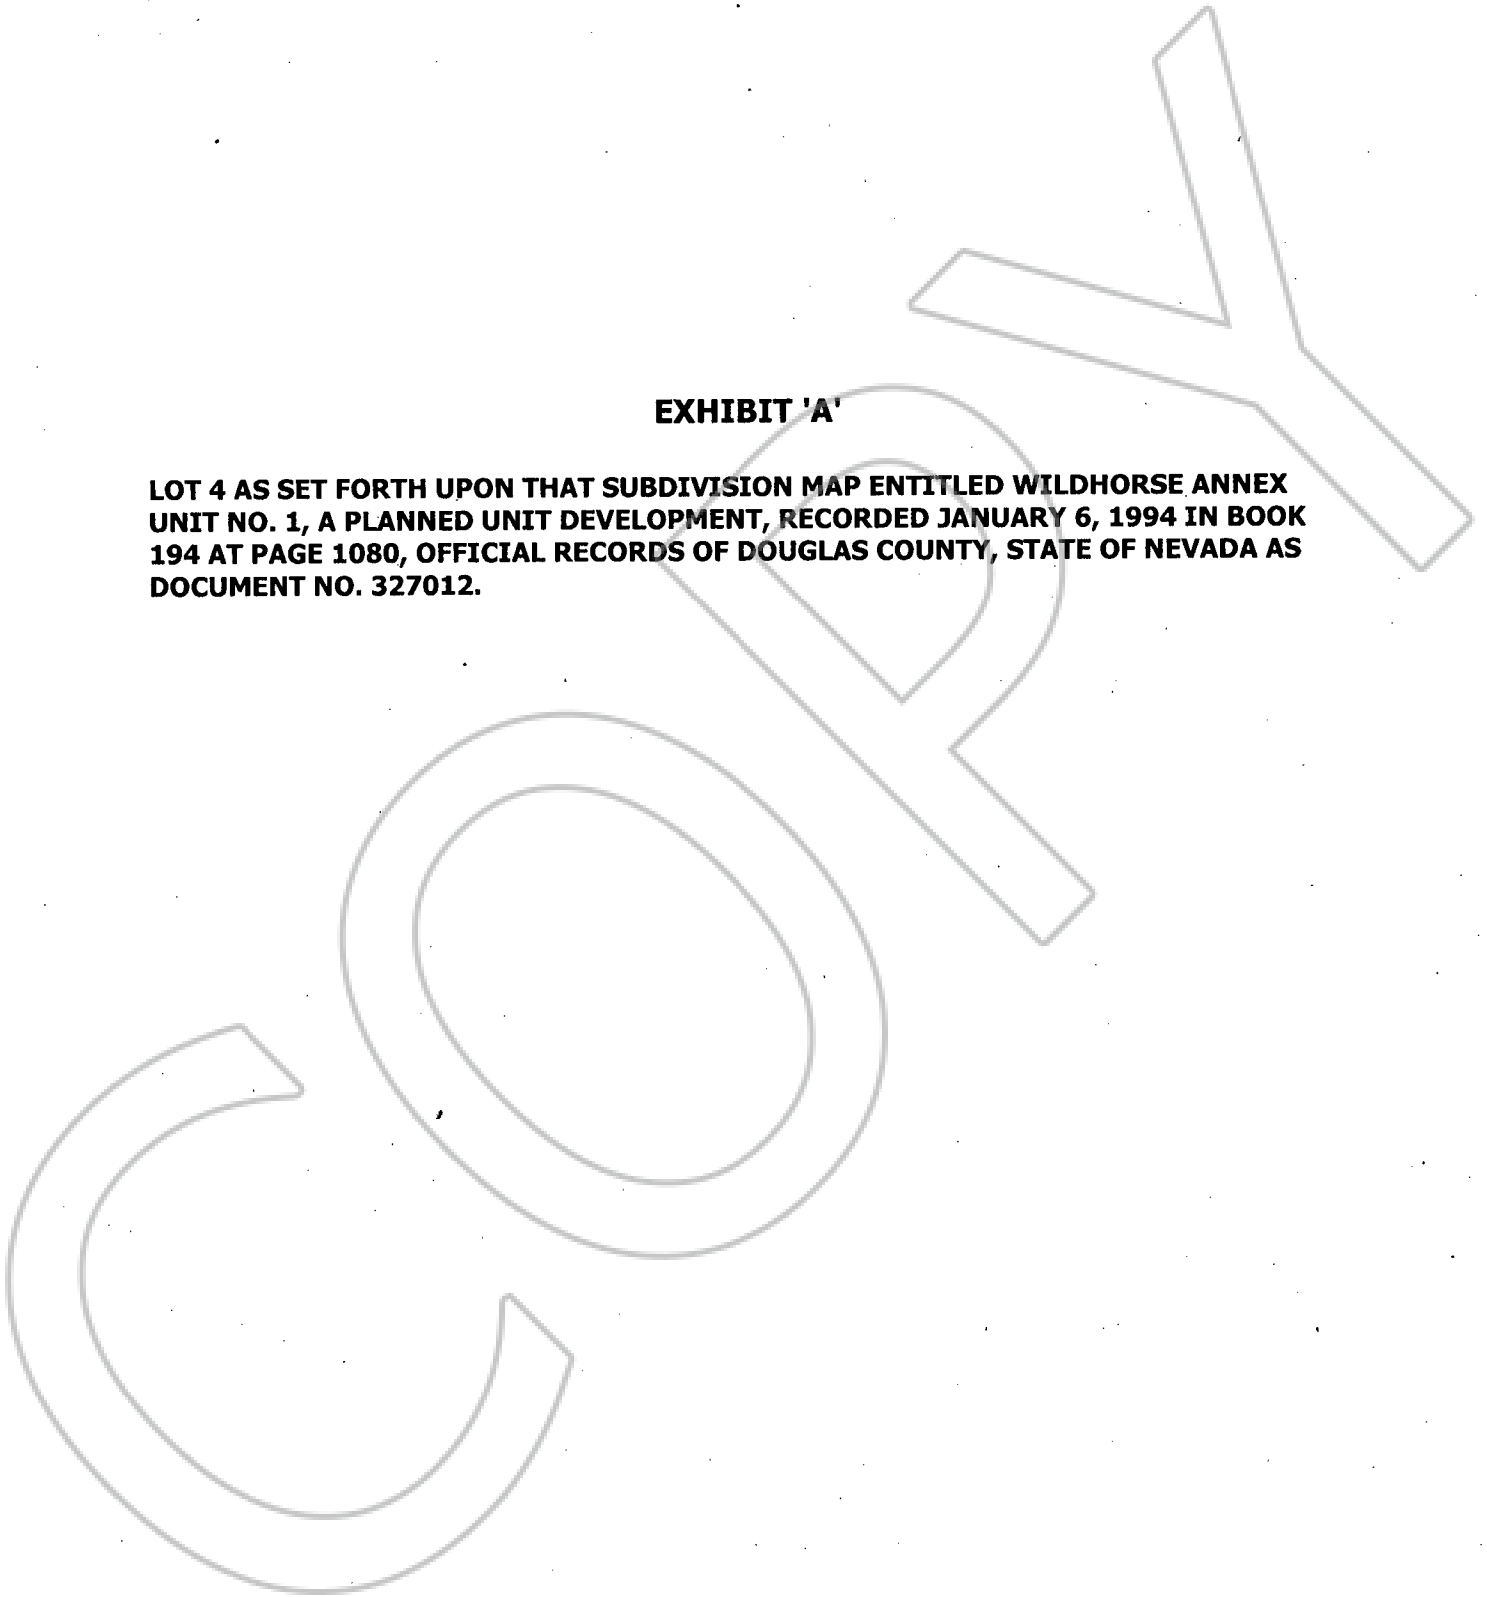 EXHIBIT 'A'
LOT 4 AS SET FORTH UPON THAT SUBDIVISION MAP ENTITLED WILDHORSE ANNEX
UNIT NO. 1, A PLANNED UNIT DEVELOPMENT, RECORDED JANUARY 6, 1994 IN BOOK
194 AT PAGE 1080, OFFICIAL RECORDS OF DOUGLAS COUNTY, STATE OF NEVADA AS
DOCUMENT NO. 327012.
COPY